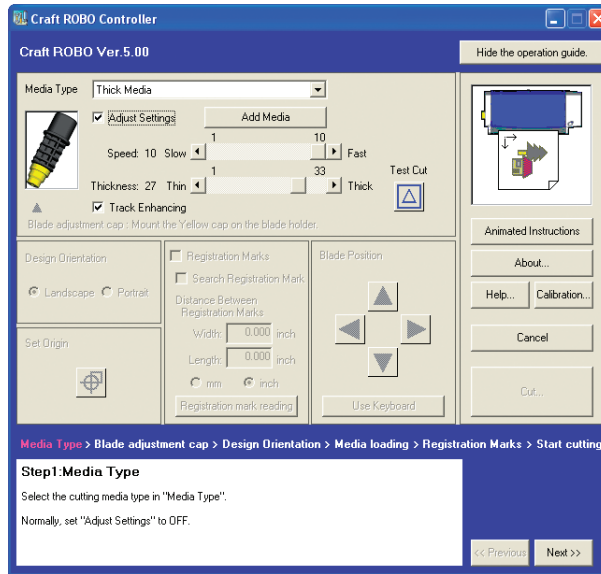 Craft ROBO Controller
Craft ROBO Ver.5.00
Hide the operation guide.
Media Type
Thick Media
Adjust Settings
Add Media
1
10
Speed: 10
Slow
Fast
1
33
Thickness: 27
Thin
Thick
Test Cut
Track Enhancing
Blade adjustment cap : Mount the Yellow cap on the blade holder.
Design Orientation
Landscape
Portrait
Set Origin
Registration Marks
Search Registration Mark
Distance Between
Registration Marks
Width:
0.000
inch
Length:
0.000
inch
mm
inch
Registration mark reading
Blade Position
Use Keyboard
Animated Instructions
About...
Help...
Calibration...
Cancel
Cut...
Media Type > Blade adjustment cap > Design Orientation > Media loading > Registration Marks > Start cutting
Step1:Media Type
Select the cutting media type in "Media Type".
Normally, set "Adjust Settings" to OFF.
<< Previous
Next >>